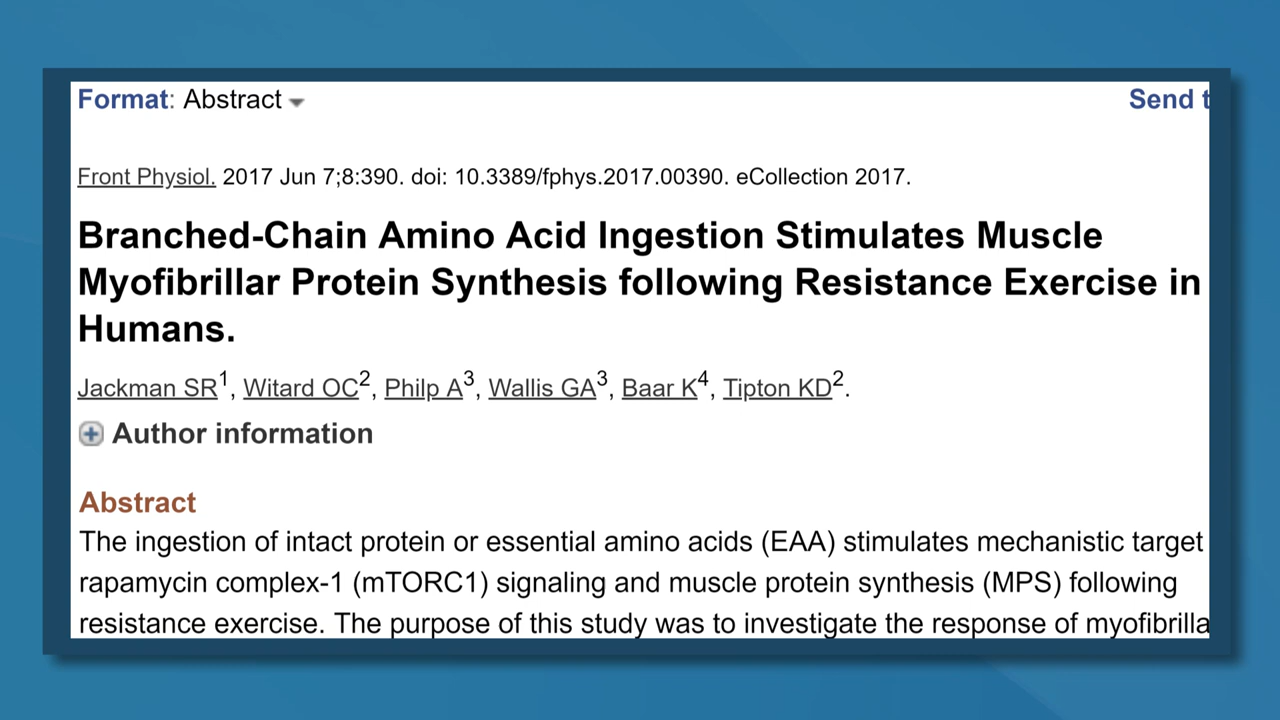 Format: Abstract
Send t
Front Physiol. 2017 Jun 7;8:390. doi: 10.3389/fphys.2017.00390. eCollection 2017.
Branched-Chain Amino Acid Ingestion Stimulates Muscle
Myofibrillar Protein Synthesis following Resistance Exercise in
Humans.
Jackman SR1, Witard OC2, Philp A3, Wallis GA3, Baar K4, Tipton KD2.
Author information
Abstract
The ingestion of intact protein or essential amino acids (EAA) stimulates mechanistic target
rapamycin complex-1 (mTORC1) signaling and muscle protein synthesis (MPS) following
resistance exercise. The purpose of this study was to investigate the response of myofibrilla